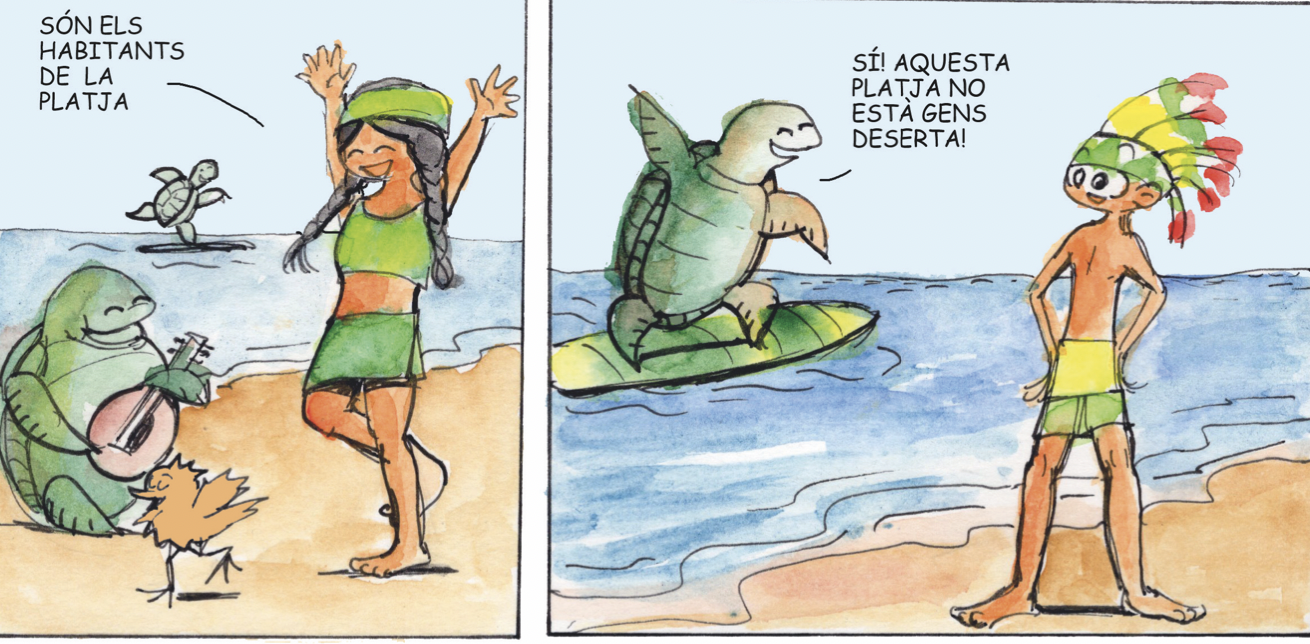 SÓN ELS
HABITANTS
DE LA
PLATJA
SÍ! AQUESTA
PLATJA NO
ESTÀ GENS
DESERTA!